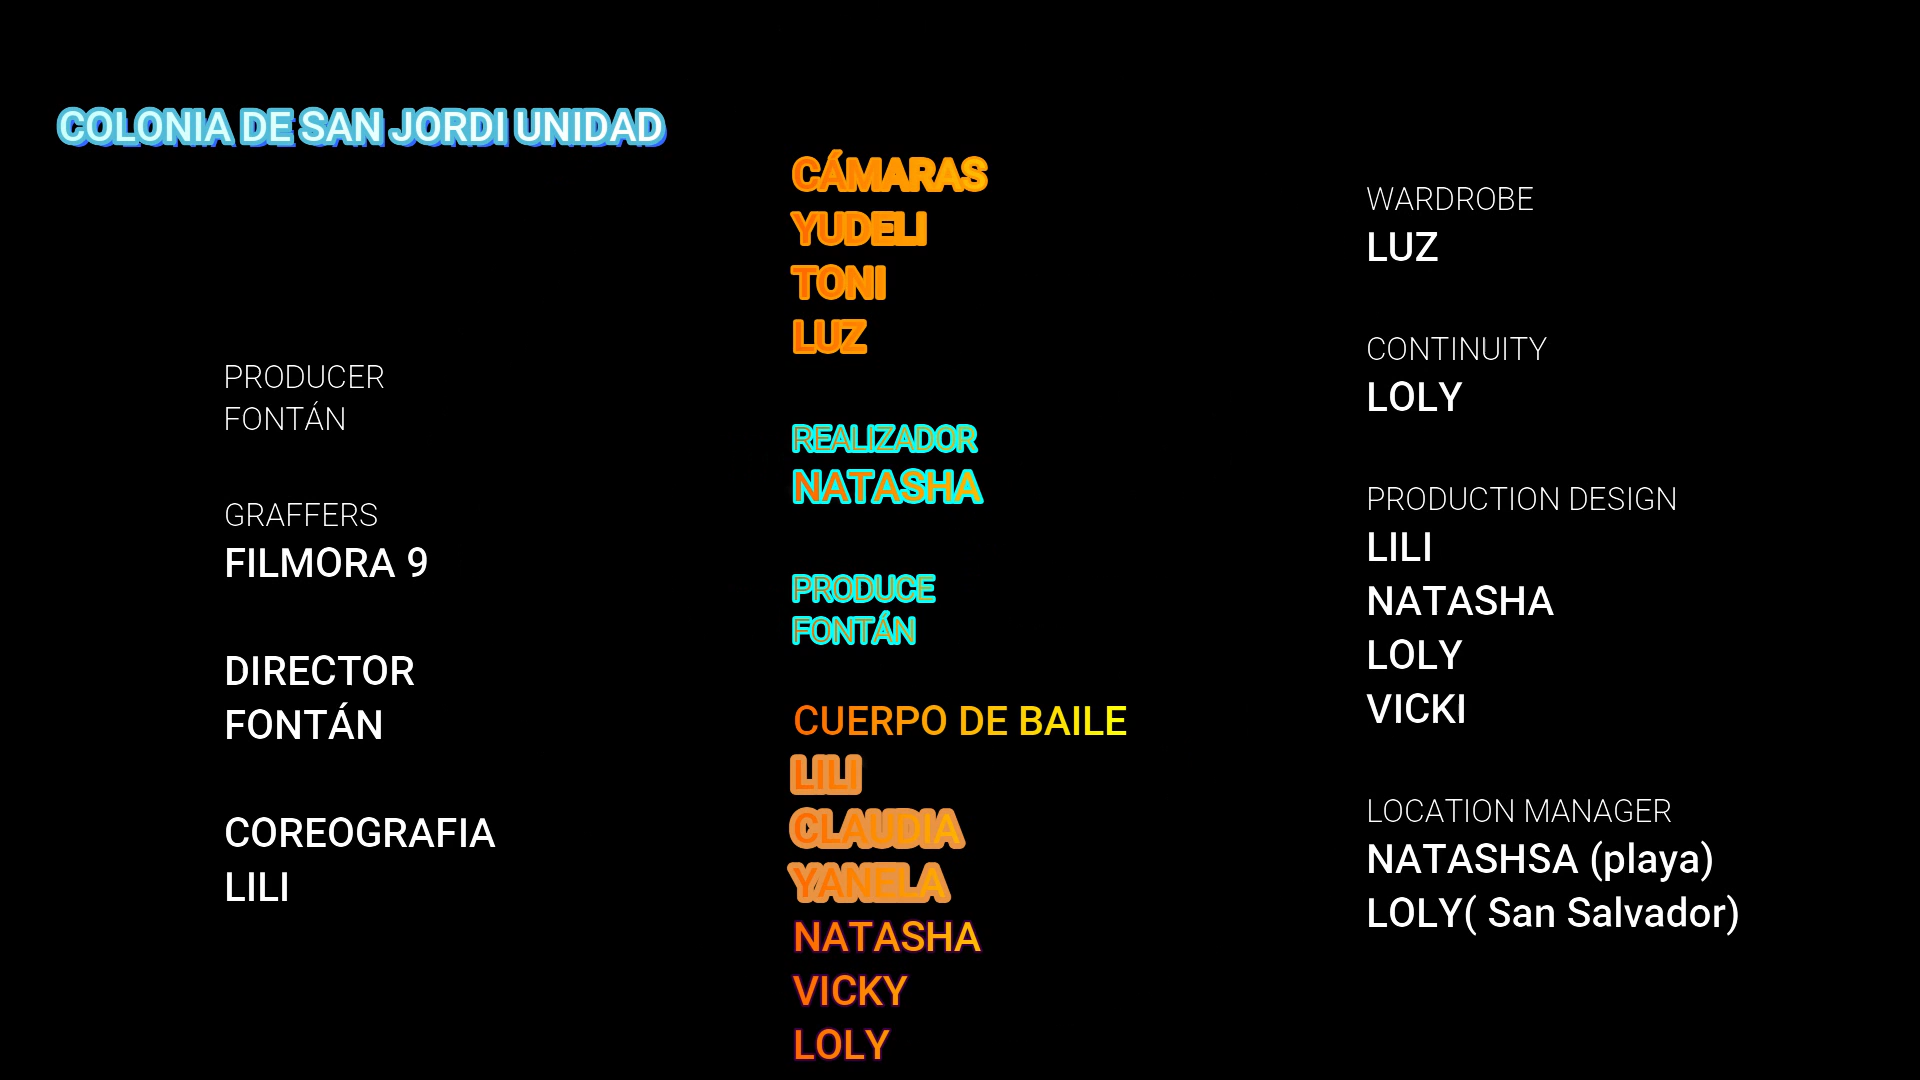 COLONIA DE SAN JORDI UNIDAD
PRODUCER
FONTÁN
GRAFFERS
FILMORA 9
DIRECTOR
FONTÁN
COREOGRAFIA
LILI
CÁMARAS
YUDELI
TONI
LUZ
REALIZADOR
NATASHA
PRODUCE
FONTÁN
CUERPO DE BAILE
LILI
CLAUDIA
YANELA
NATASHA
VICKY
LOLY
WARDROBE
LUZ
CONTINUITY
LOLY
PRODUCTION DESIGN
LILI
NATASHA
LOLY
VICKI
LOCATION MANAGER
NATASHSA (playa)
LOLY( San Salvador)